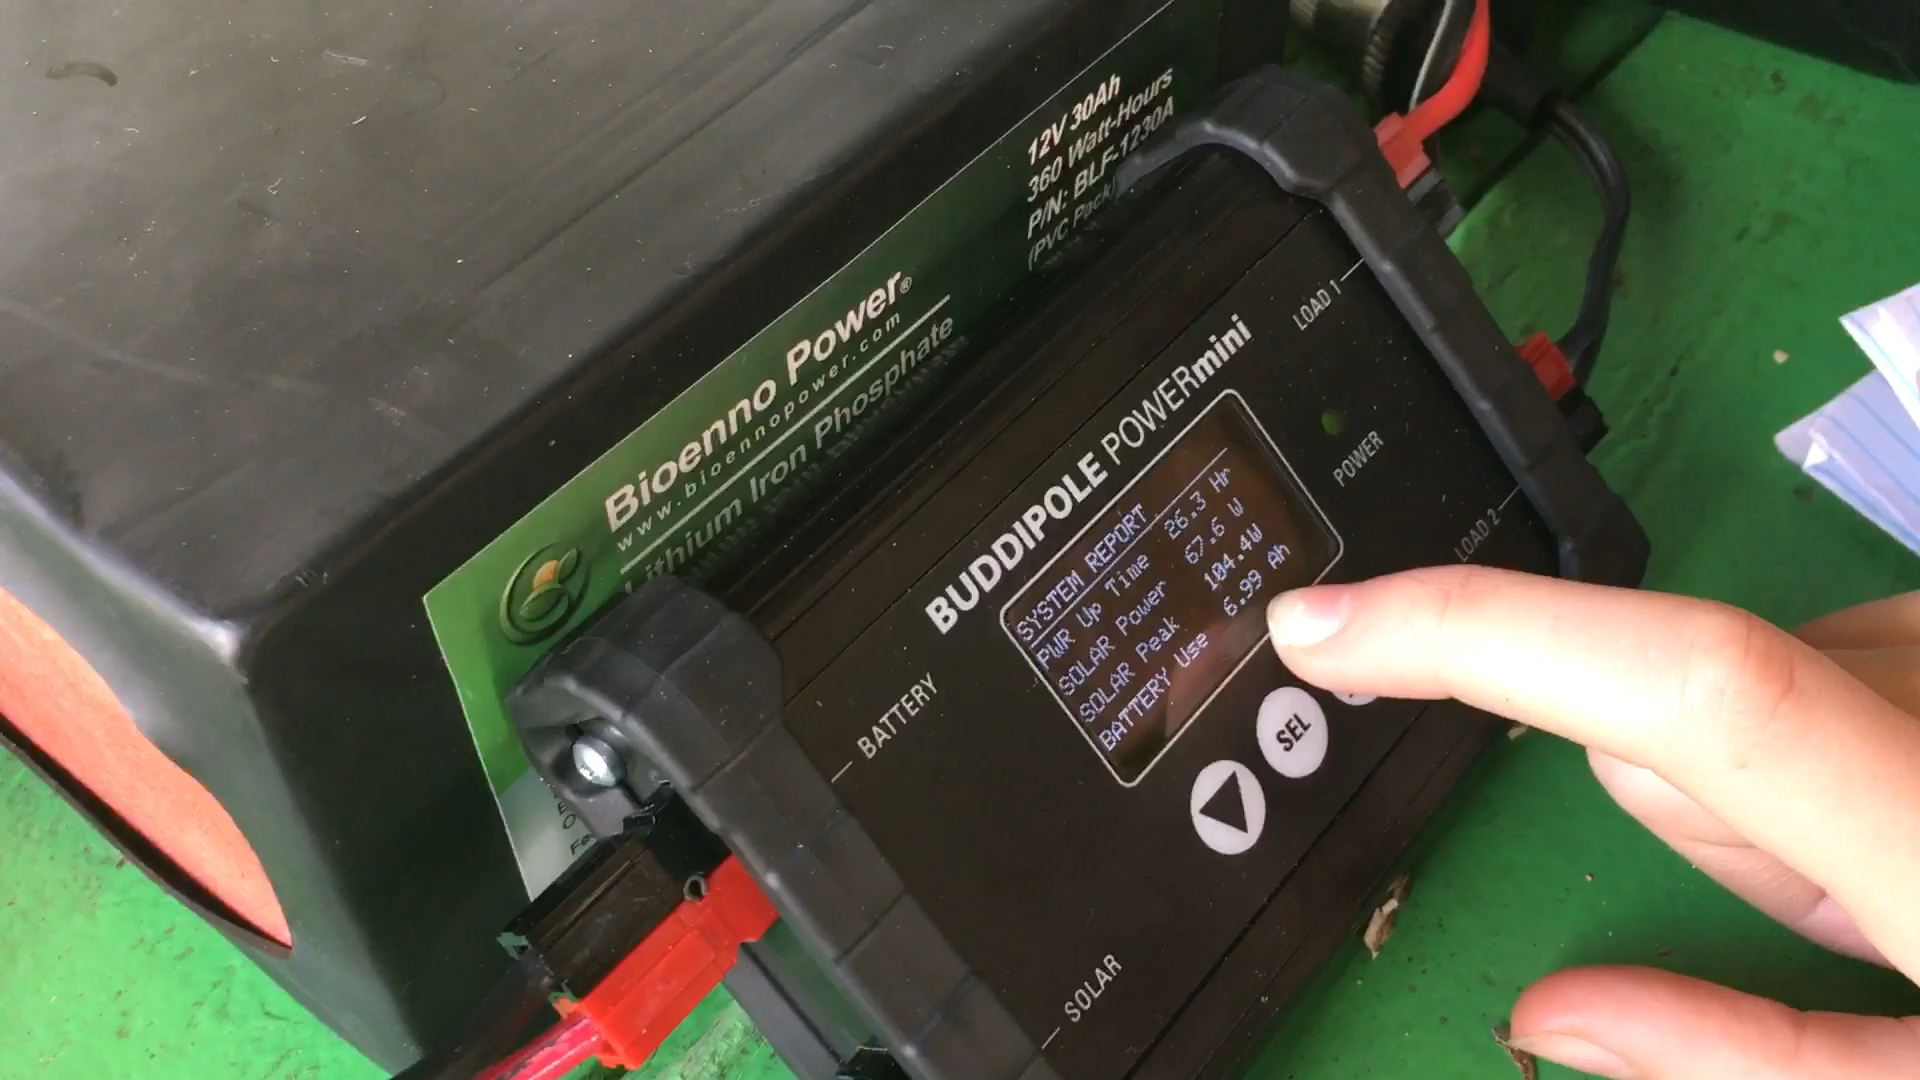 12V 30Ah
360 Watt-Hours
P/N: BLF-1230A
(PVC Pack)
Bioenno Power®
www.bioennopower.com
Lithium Iron Phosphate
BUDDIPOLE POWERmini
LOAD 1
POWER
LOAD 2
BATTERY
SOLAR
SYSTEM REPORT
PWR Up Time 26.3 Hr
SOLAR Power 67.6 W
SOLAR Peak 104.4W
BATTERY Use 6.99 Ah
SEL